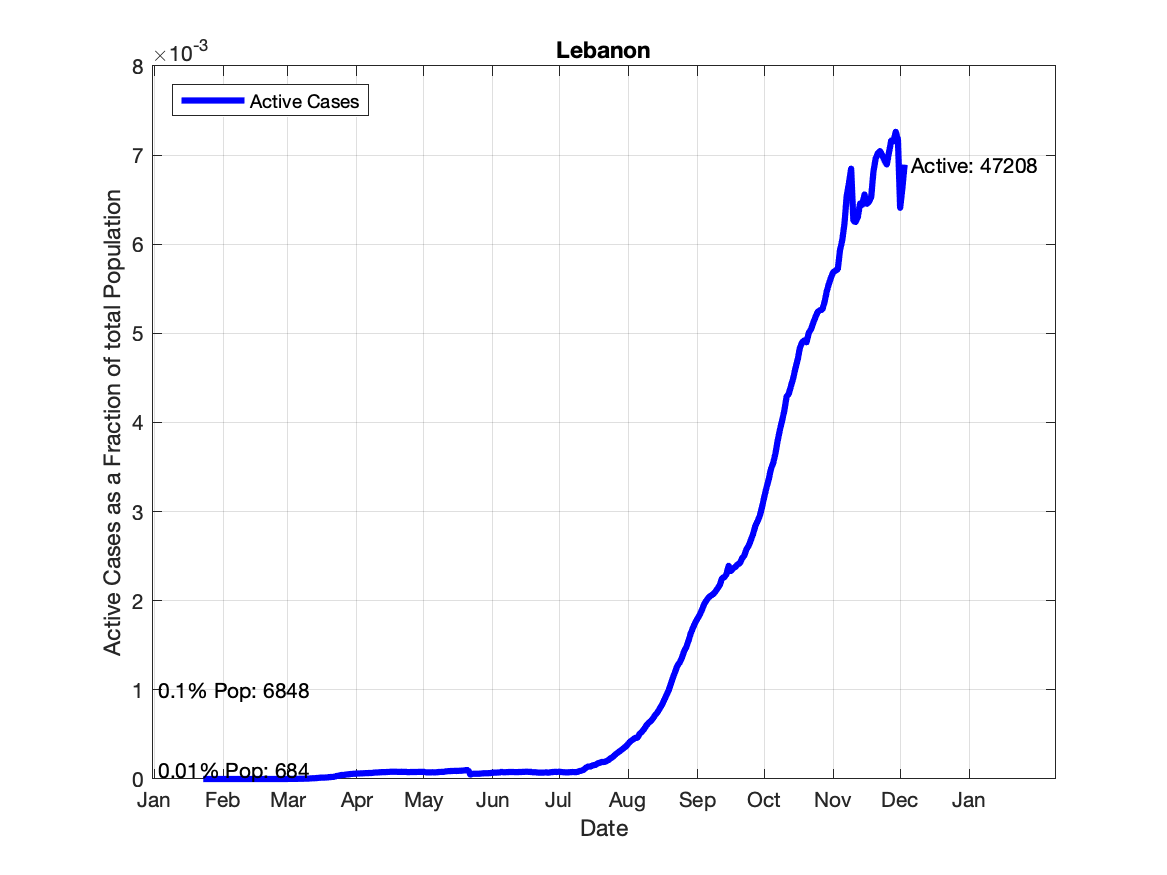 Lebanon
×10-3
8
Active Cases
7
Active: 47208
6
5
4
3
2
1
0.1% Pop: 6848
0.01% Pop: 684
0
Active Cases as a Fraction of total Population
Jan Feb Mar Apr May Jun Jul Aug Sep Oct Nov Dec Jan
Date